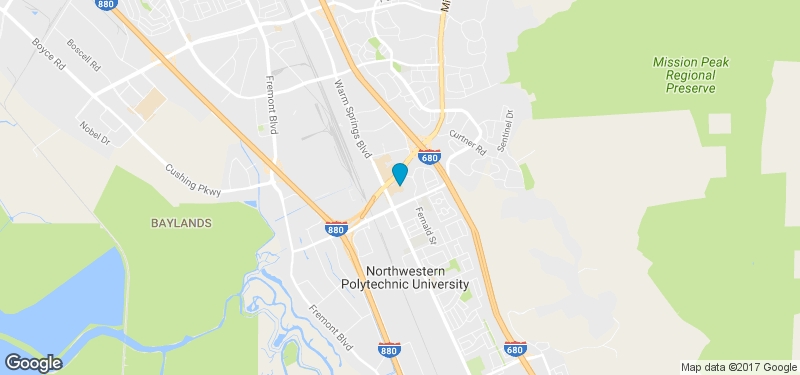 880
Mi
Boyce Rd
Boscell Rd
Fremont Blvd
Warm Springs Blvd
Mission Peak
Regional
Preserve
Nobel Dr
Cushing Pkwy
Curtner Rd
Sentinel Dr
680
BAYLANDS
880
Fernald St
Northwestern
Polytechnic University
Fremont Blvd
880
680
Google
Map data ©2017 Google